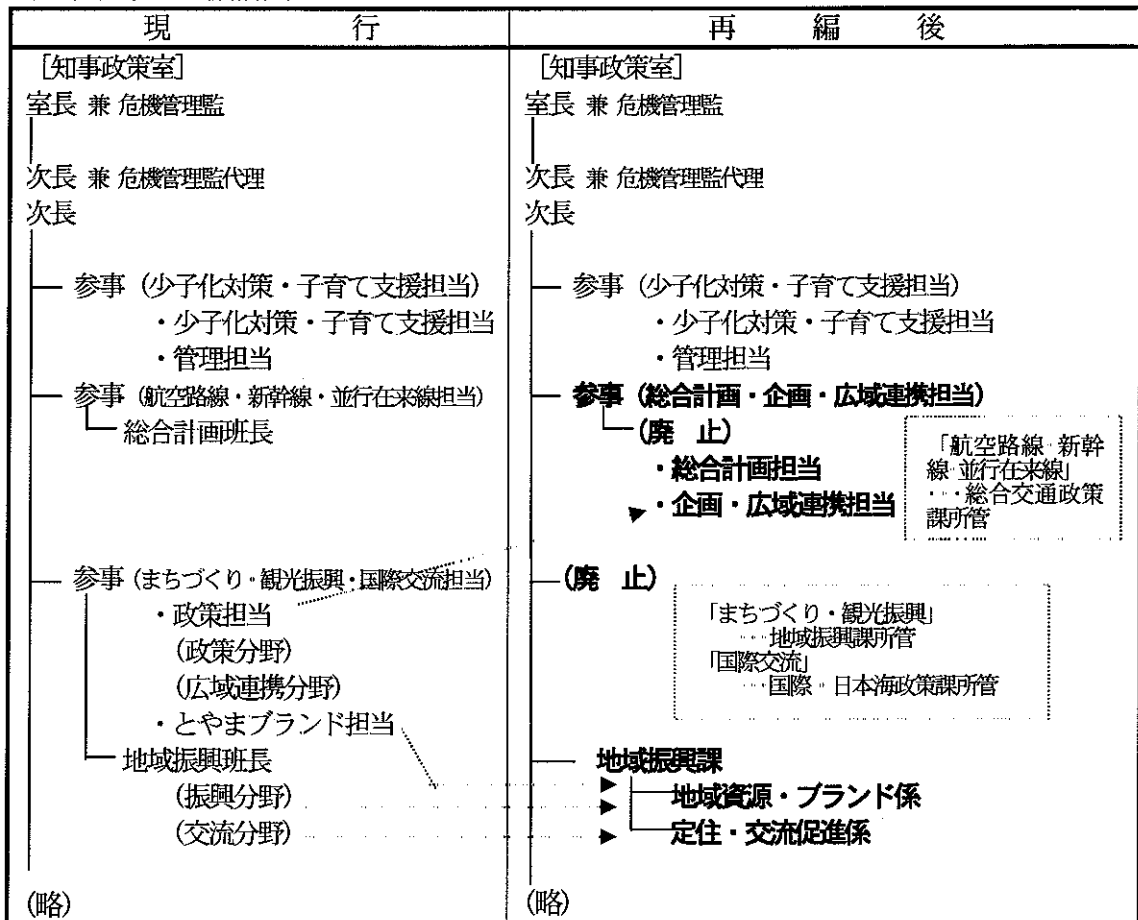 現行
再編後
[知事政策室]
室長 兼 危機管理監
次長 兼 危機管理監代理
次長
参事 (少子化対策・子育て支援担当)
・少子化対策・子育て支援担当
・管理担当
参事 (航空路線・新幹線・並行在来線担当)
総合計画班長
参事 (まちづくり・観光振興・国際交流担当)
・政策担当
(政策分野)
(広域連携分野)
・とやまブランド担当
地域振興班長
(振興分野)
(交流分野)
(略)
[知事政策室]
室長 兼 危機管理監
次長 兼 危機管理監代理
次長
参事 (少子化対策・子育て支援担当)
・少子化対策・子育て支援担当
・管理担当
参事 (総合計画・企画・広域連携担当)
(廃 止)
・総合計画担当
・企画・広域連携担当
「航空路線・新幹
線・並行在来線」
・・・総合交通政策
課所管
(廃 止)
「まちづくり・観光振興」
・・・地域振興課所管
「国際交流」
・・・国際・日本海政策課所管
地域振興課
地域資源・ブランド係
定住・交流促進係
(略)